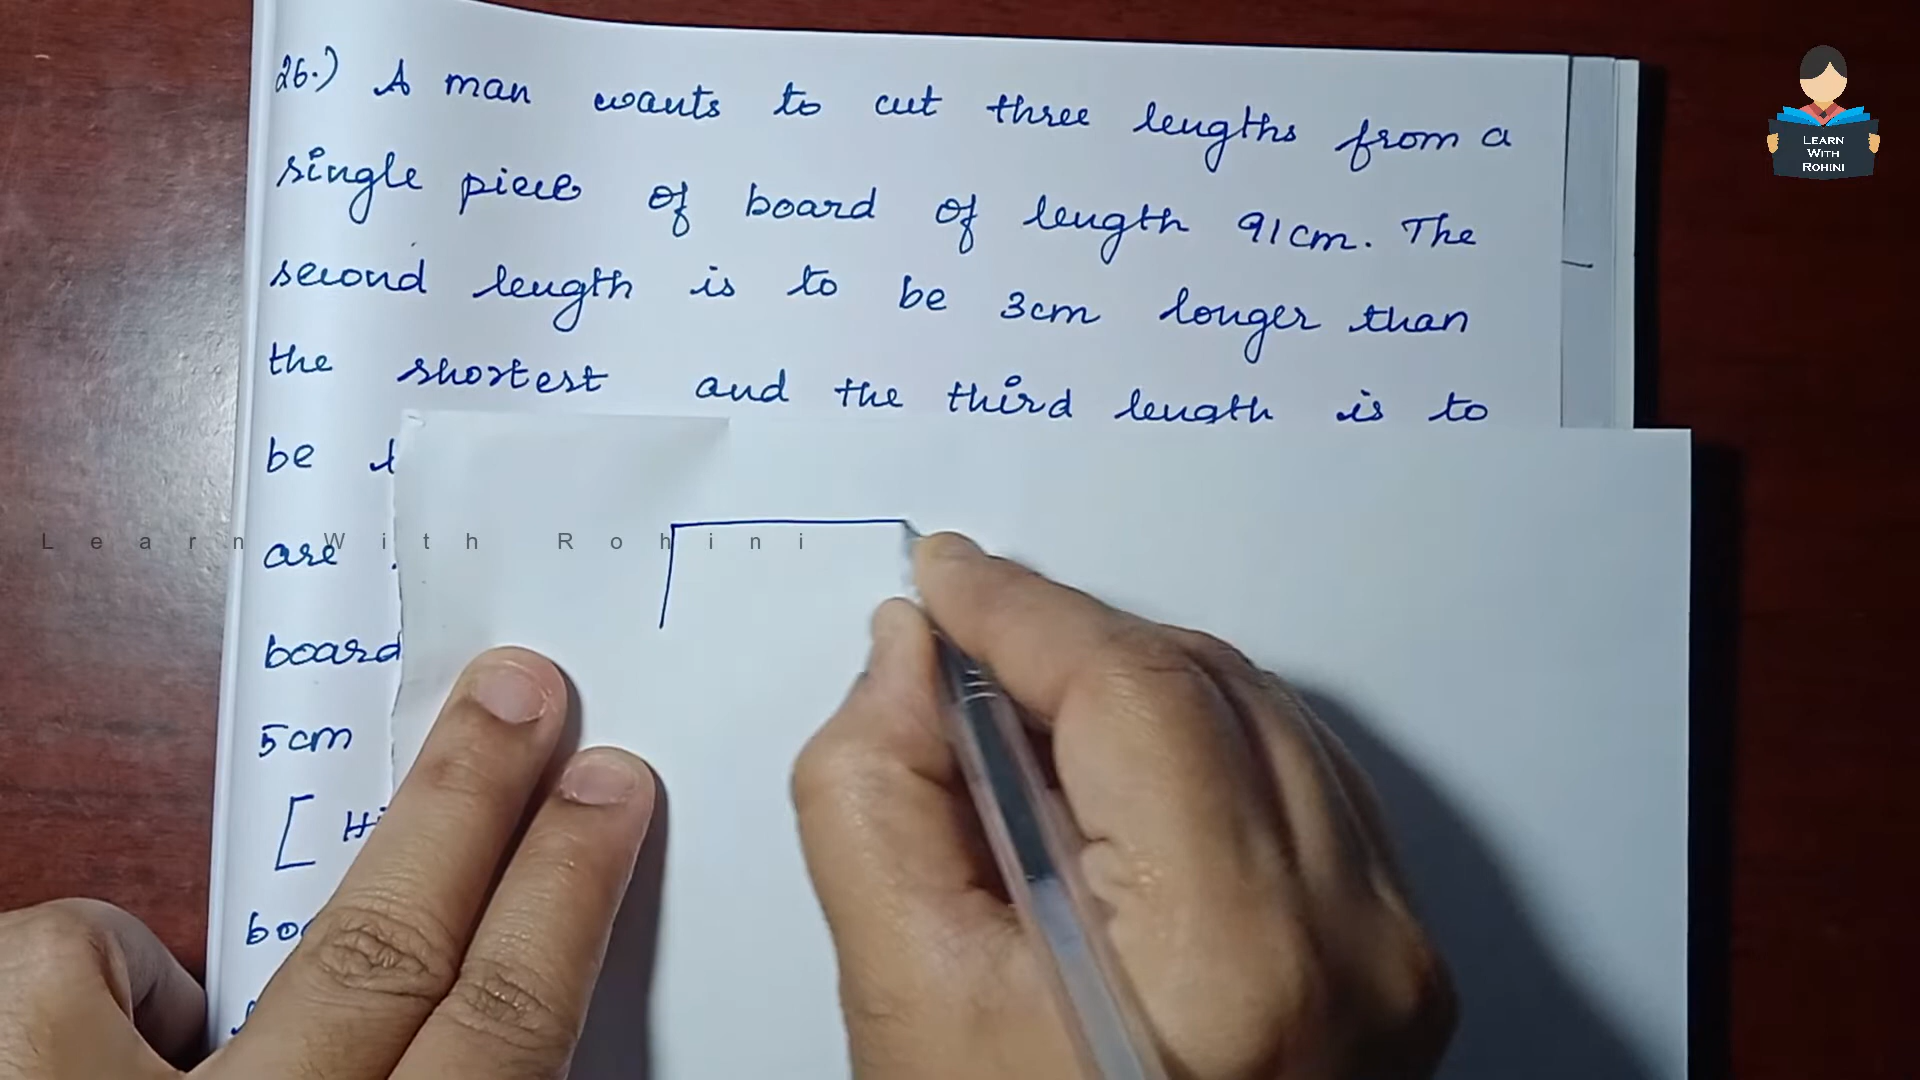 26.) A man wants to cut three lengths from a
single piece of board of length 91cm. The
second length is to be 3cm longer than
the shortest and the third length is to
be
are
board
5cm
[
Learn With Rohini
LEARN
WITH
ROHINI